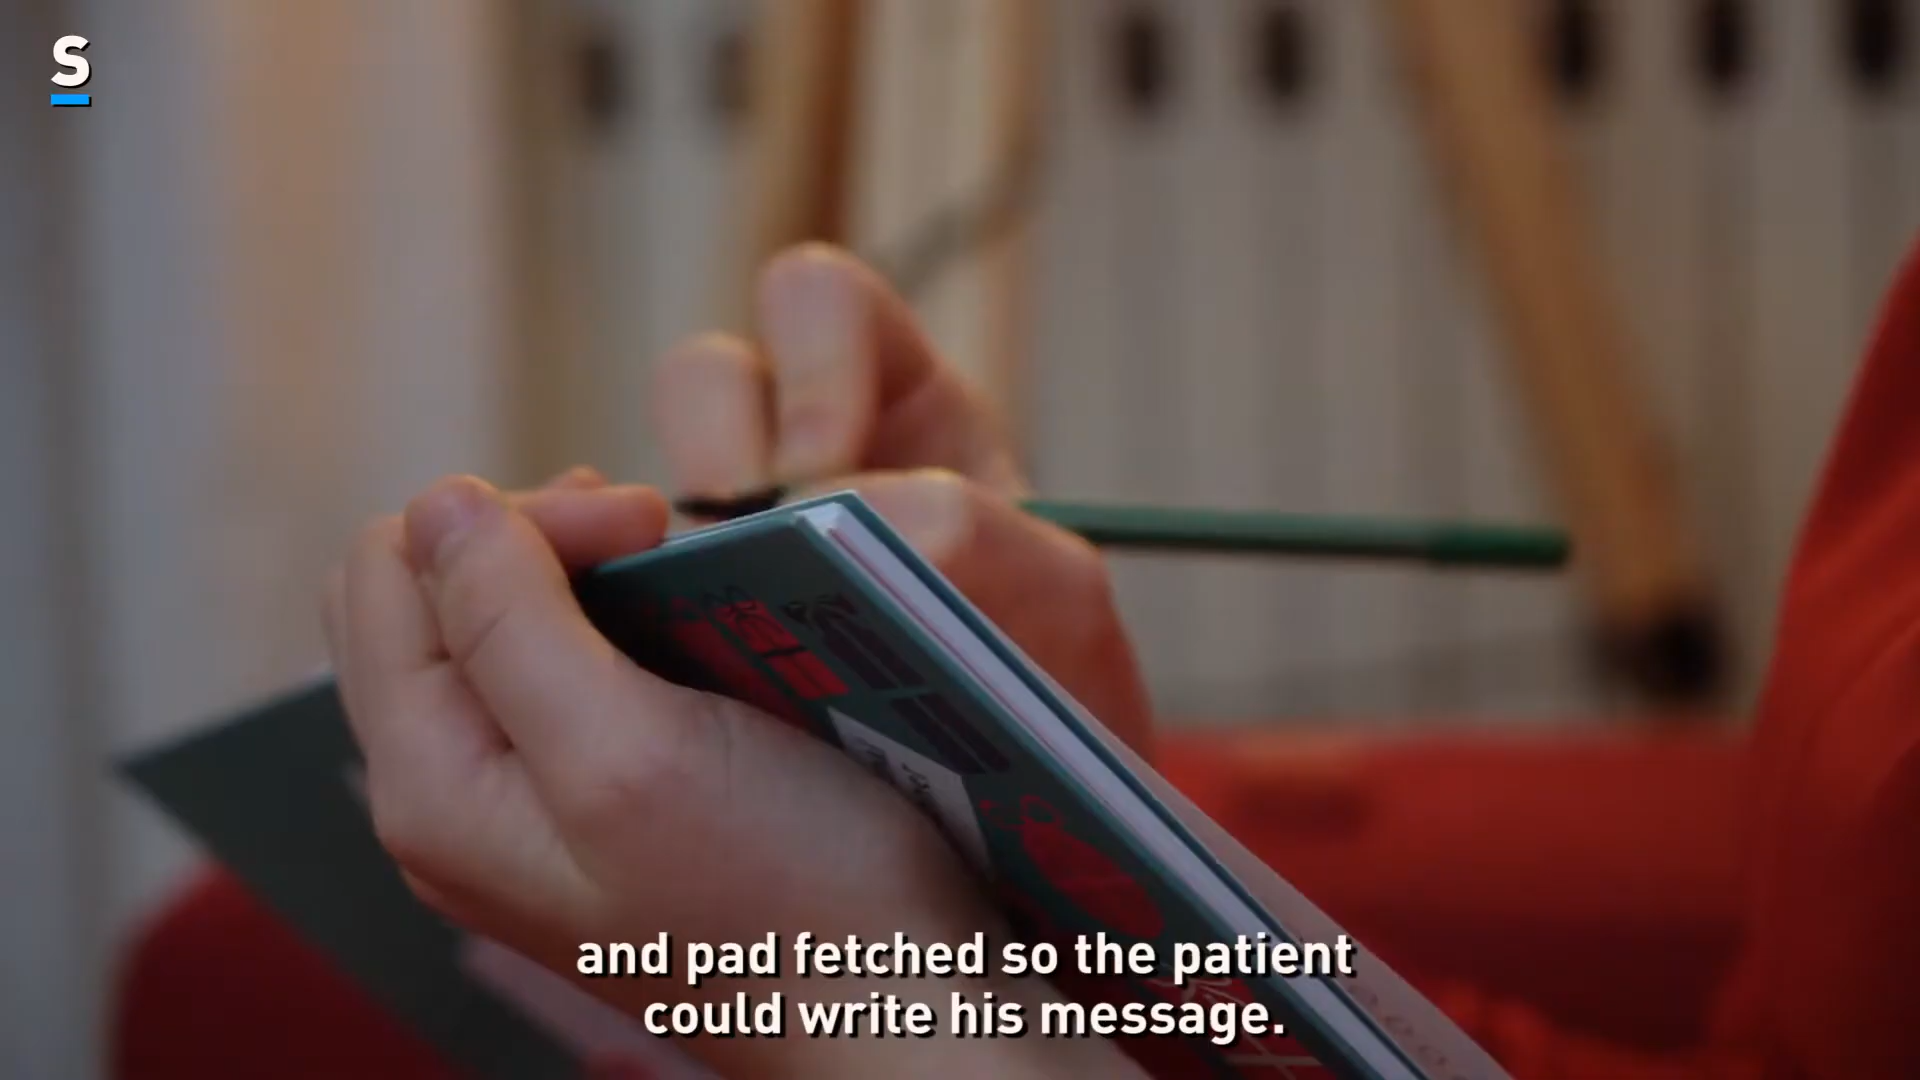 S
and pad fetched so the patient
could write his message.